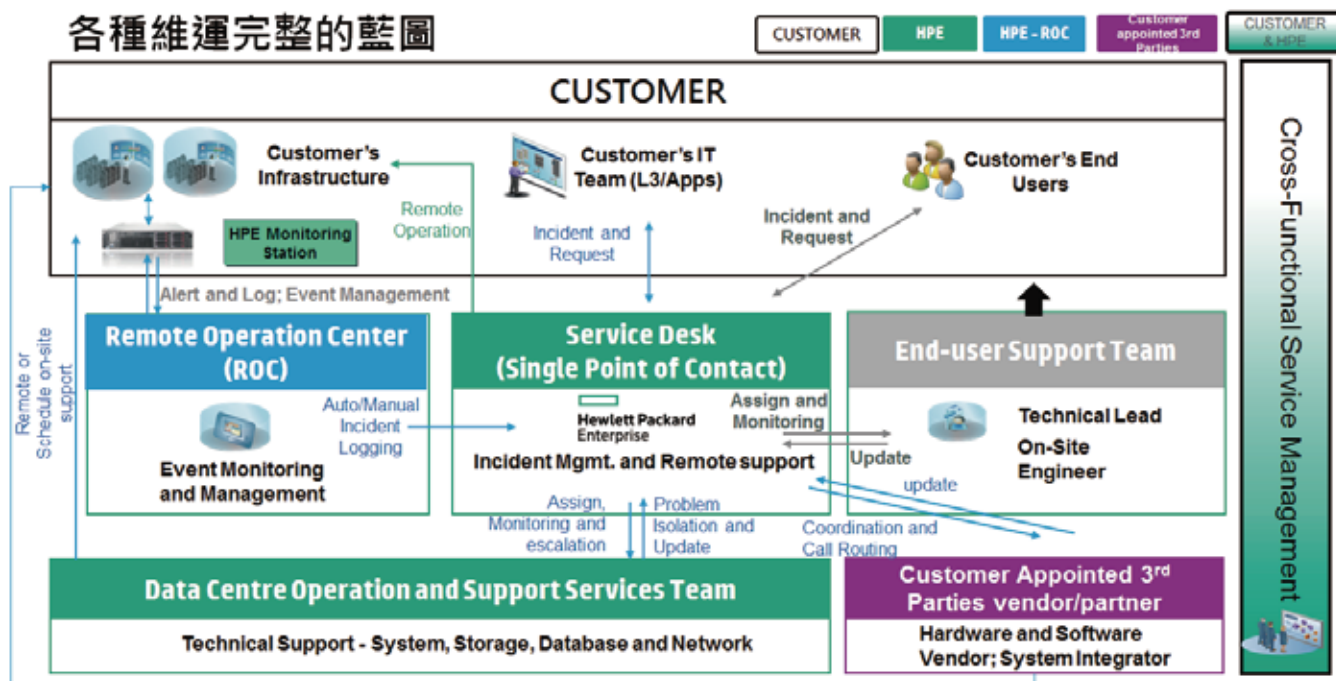 各種維運完整的藍圖
CUSTOMER
HPE
HPE - ROC
Customer
appointed 3rd
Parties
CUSTOMER
& HPE
CUSTOMER
Customer's
Infrastructure
Customer's IT
Team (L3/Apps)
Customer's End
Users
Remote
Operation
HPE Monitoring
Station
Incident and
Request
Incident and
Request
Alert and Log; Event Management
Remote or
Schedule on-site
support
Remote Operation Center
(ROC)
Event Monitoring
and Management
Auto/Manual
Incident
Logging
Service Desk
(Single Point of Contact)
Hewlett Packard
Enterprise
Incident Mgmt. and Remote support
Assign and
Monitoring
Update
End-user Support Team
Technical Lead
On-Site
Engineer
update
Assign,
Monitoring and
escalation
Problem
Isolation and
Update
Coordination and
Call Routing
Data Centre Operation and Support Services Team
Technical Support - System, Storage, Database and Network
Customer Appointed 3rd
Parties vendor/partner
Hardware and Software
Vendor; System Integrator
Cross-Functional Service Management